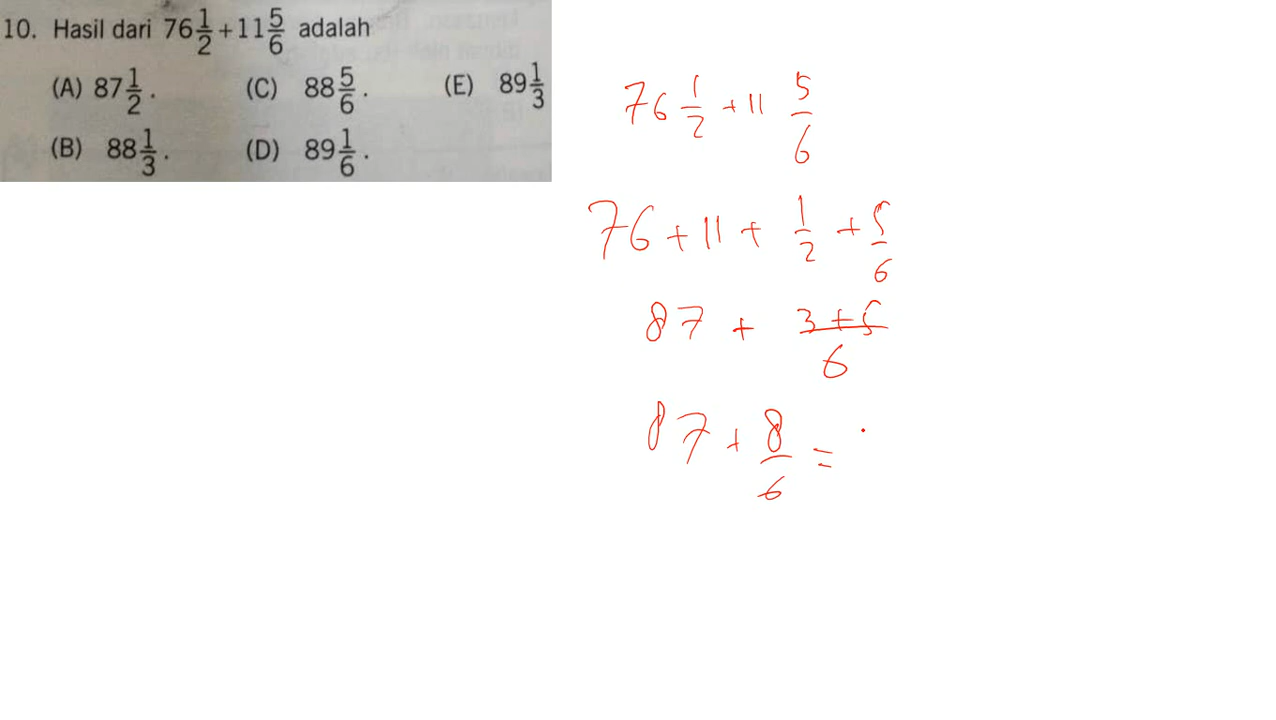 10. Hasil dari 76 1/2 + 11 5/6 adalah
(A) 87 1/2 . (C) 88 5/6 . (E) 89 1/3
(B) 88 1/3 . (D) 89 1/6 .
76 1/2 + 11 5/6
76 + 11 + 1/2 + 5/6
87 + (3 + 5)/6
87 + 8/6 =